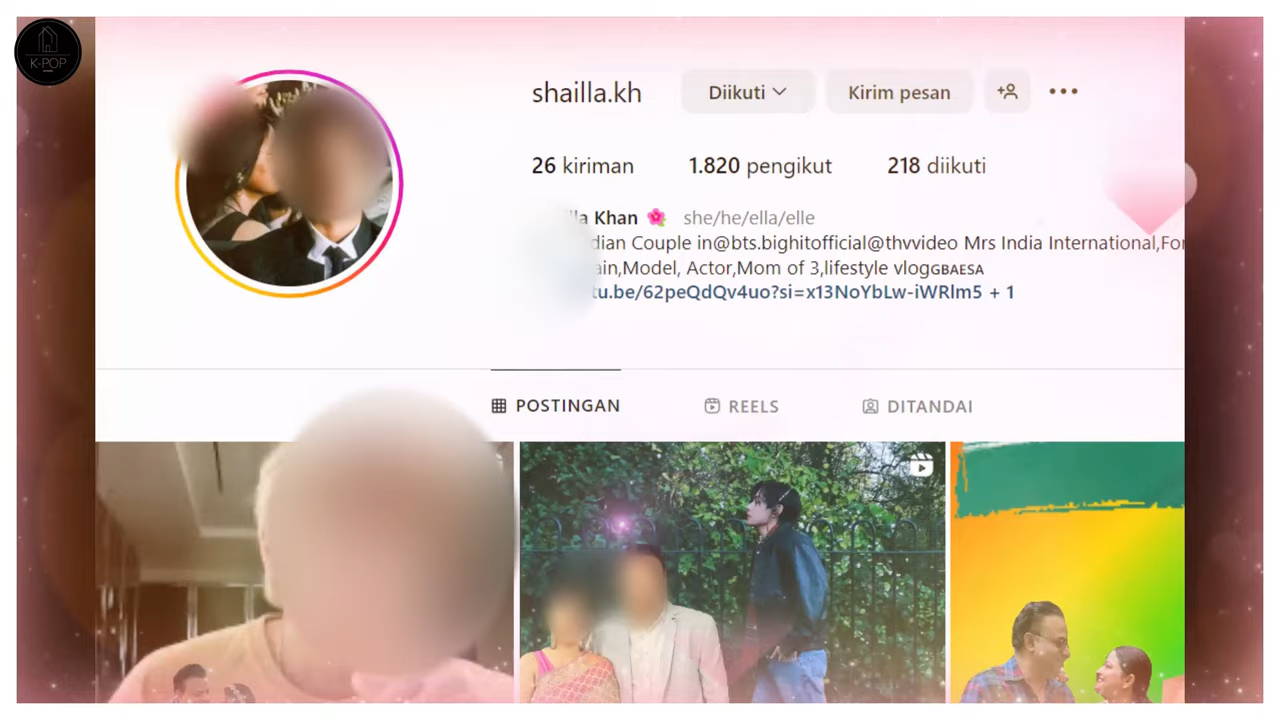 K-POP
shailla.kh Diikuti Kirim pesan
26 kiriman 1.820 pengikut 218 diikuti
Khan she/he/ella/elle
Couple in@bts.bighitofficial@thvvideo Mrs India International,For
,Model, Actor,Mom of 3,lifestyle vlogGBAESA
tu.be/62peQdQv4uo?si=x13NoYbLw-iWRlm5 + 1
POSTINGAN REELS DITANDAI